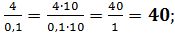 4/0,1 = 4·10/0,1·10 = 40/1 = 40;